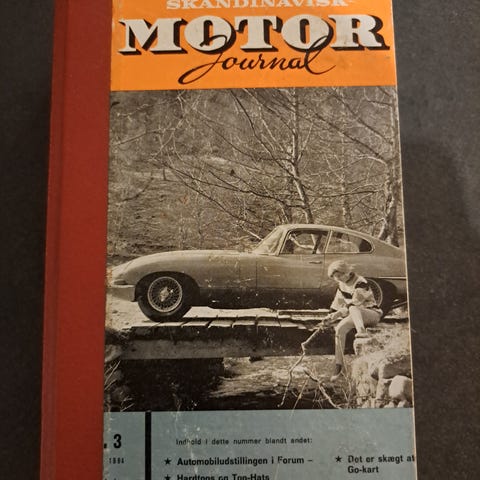 SKANDINAVISK
MOTOR
Journal
. 3
1964
Indhold i dette nummer blandt andet:
★ Automobiludstillingen i Forum –
★ Hardtops og Top-Hats
★ Det er skægt at
Go-kart